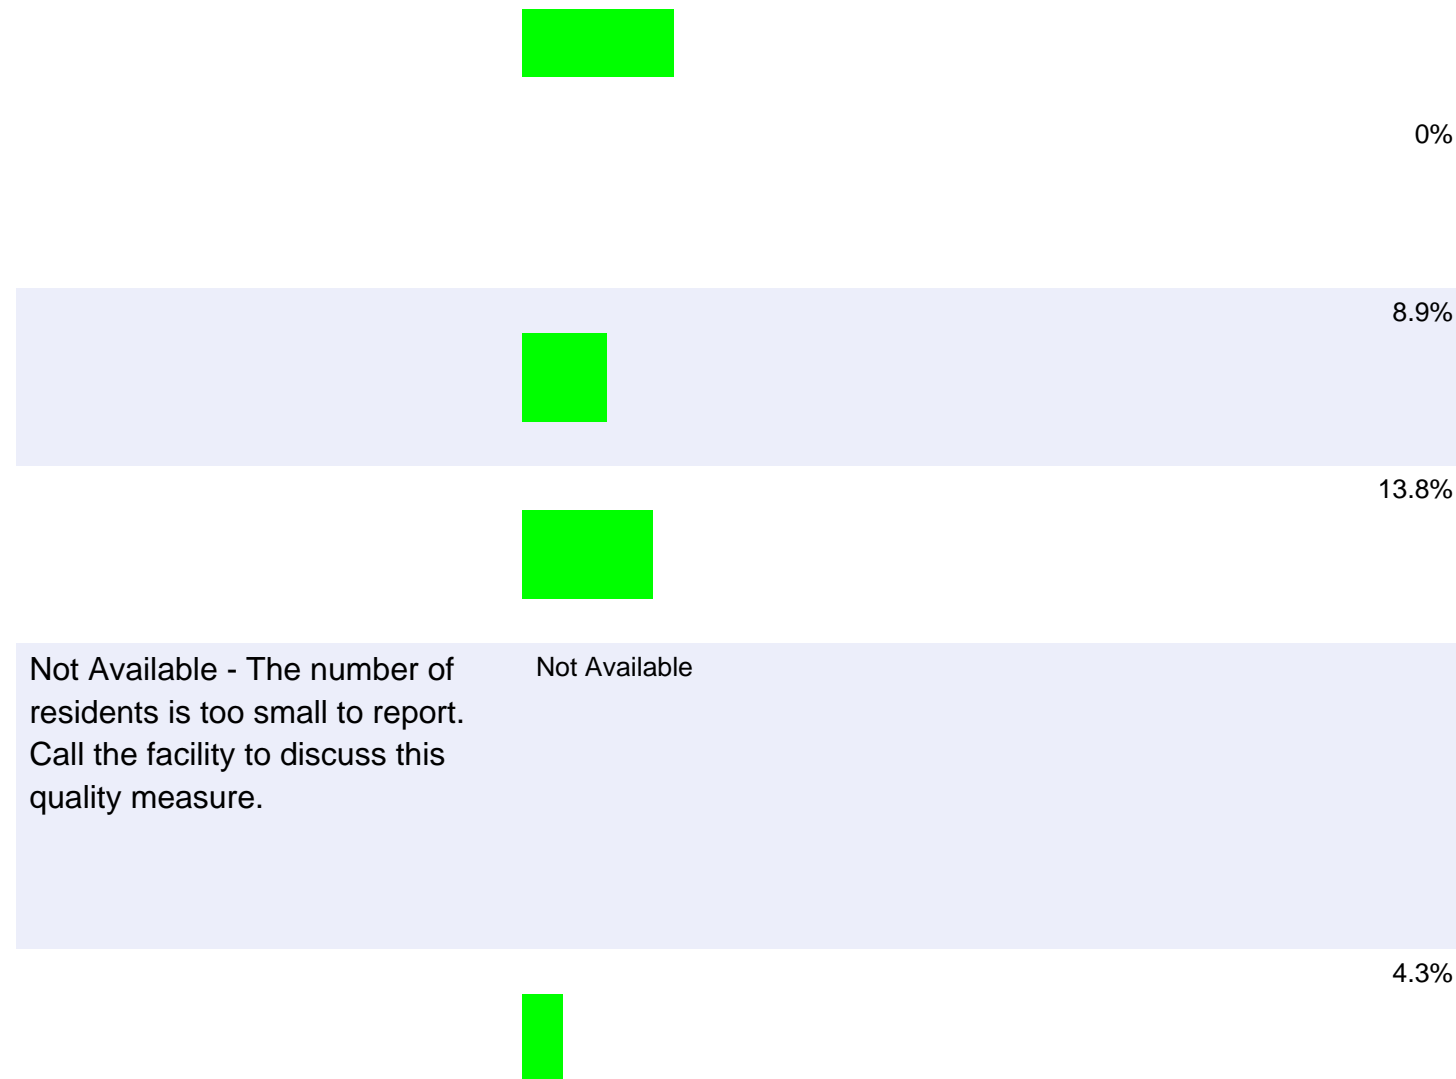 0%
8.9%
13.8%
Not Available - The number of
residents is too small to report.
Call the facility to discuss this
quality measure.
Not Available
4.3%